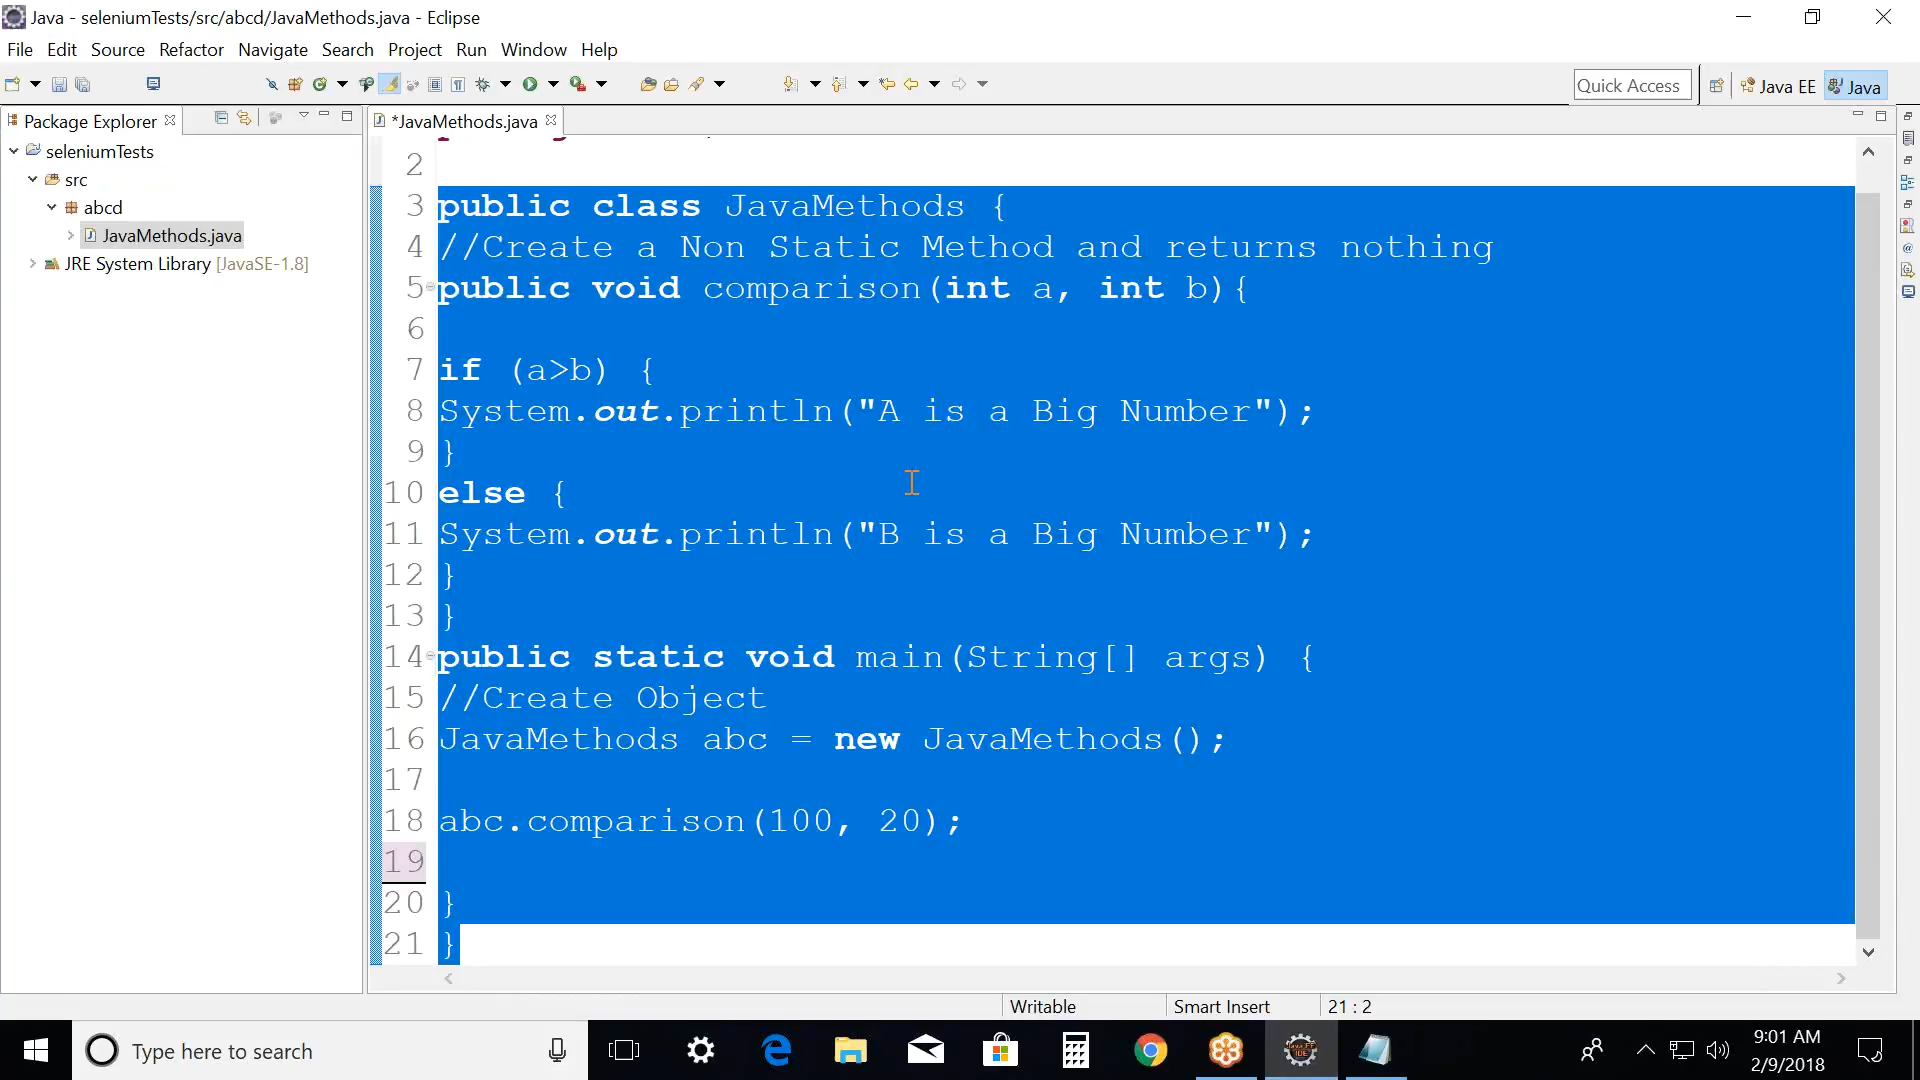 Java - seleniumTests/src/abcd/JavaMethods.java - Eclipse
File Edit Source Refactor Navigate Search Project Run Window Help
Quick Access
Java EE
Java
Package Explorer
*JavaMethods.java
seleniumTests
src
abcd
JavaMethods.java
JRE System Library [JavaSE-1.8]
2
3 public class JavaMethods {
4 //Create a Non Static Method and returns nothing
5 public void comparison(int a, int b){
6
7 if (a>b) {
8 System.out.println("A is a Big Number");
9 }
10 else {
11 System.out.println("B is a Big Number");
12 }
13 }
14 public static void main(String[] args) {
15 //Create Object
16 JavaMethods abc = new JavaMethods();
17
18 abc.comparison(100, 20);
19
20 }
21 }
Writable
Smart Insert
21 : 2
Type here to search
9:01 AM
2/9/2018